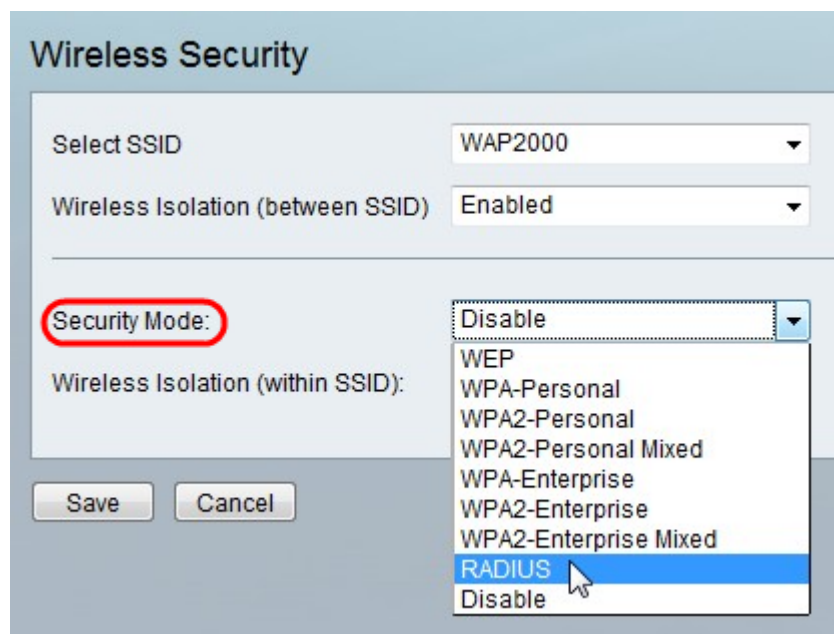 Wireless Security
Select SSID
WAP2000
Wireless Isolation (between SSID)
Enabled
Security Mode:
Disable
Wireless Isolation (within SSID):
WEP
WPA-Personal
WPA2-Personal
WPA2-Personal Mixed
WPA-Enterprise
WPA2-Enterprise
WPA2-Enterprise Mixed
RADIUS
Disable
Save
Cancel